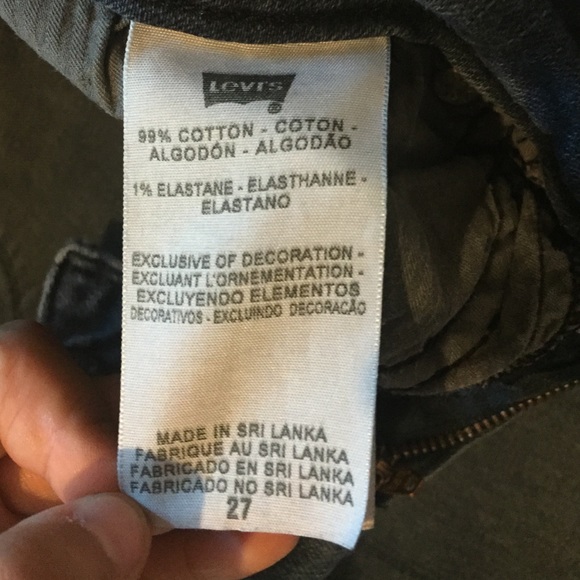 Levi's
®
99% COTTON - COTON -
ALGODÓN - ALGODÃO
1% ELASTANE - ELASTHANNE -
ELASTANO
EXCLUSIVE OF DECORATION -
EXCLUANT L'ORNEMENTATION -
EXCLUYENDO ELEMENTOS
DECORATIVOS - EXCLUINDO DECORAÇÃO
MADE IN SRI LANKA
FABRIQUE AU SRI LANKA
FABRICADO EN SRI LANKA
FABRICADO NO SRI LANKA
27